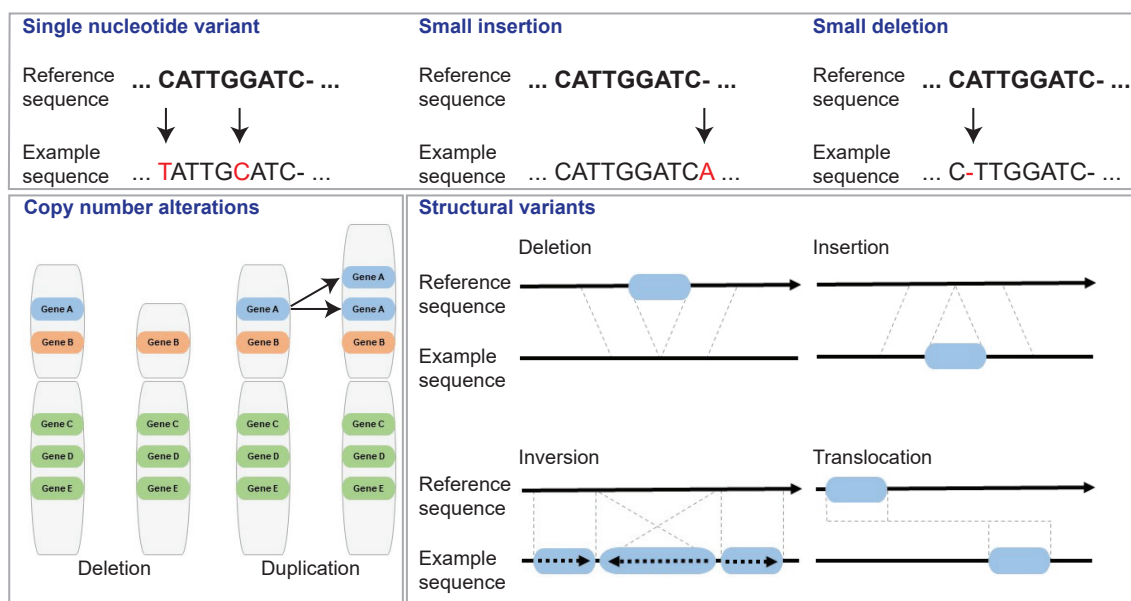 Single nucleotide variant
Reference sequence ... CATTGGATC- ...
Example sequence ... TATTGCATC- ...
Small insertion
Reference sequence ... CATTGGATC- ...
Example sequence ... CATTGGATCA ...
Small deletion
Reference sequence ... CATTGGATC- ...
Example sequence ... C-TTGGATC- ...
Copy number alterations
Gene A
Gene B
Gene C
Gene D
Gene E
Gene B
Gene C
Gene D
Gene E
Deletion
Gene A
Gene B
Gene C
Gene D
Gene E
Gene A
Gene A
Gene B
Gene C
Gene D
Gene E
Duplication
Structural variants
Deletion
Reference sequence
Example sequence
Insertion
Inversion
Reference sequence
Example sequence
Translocation